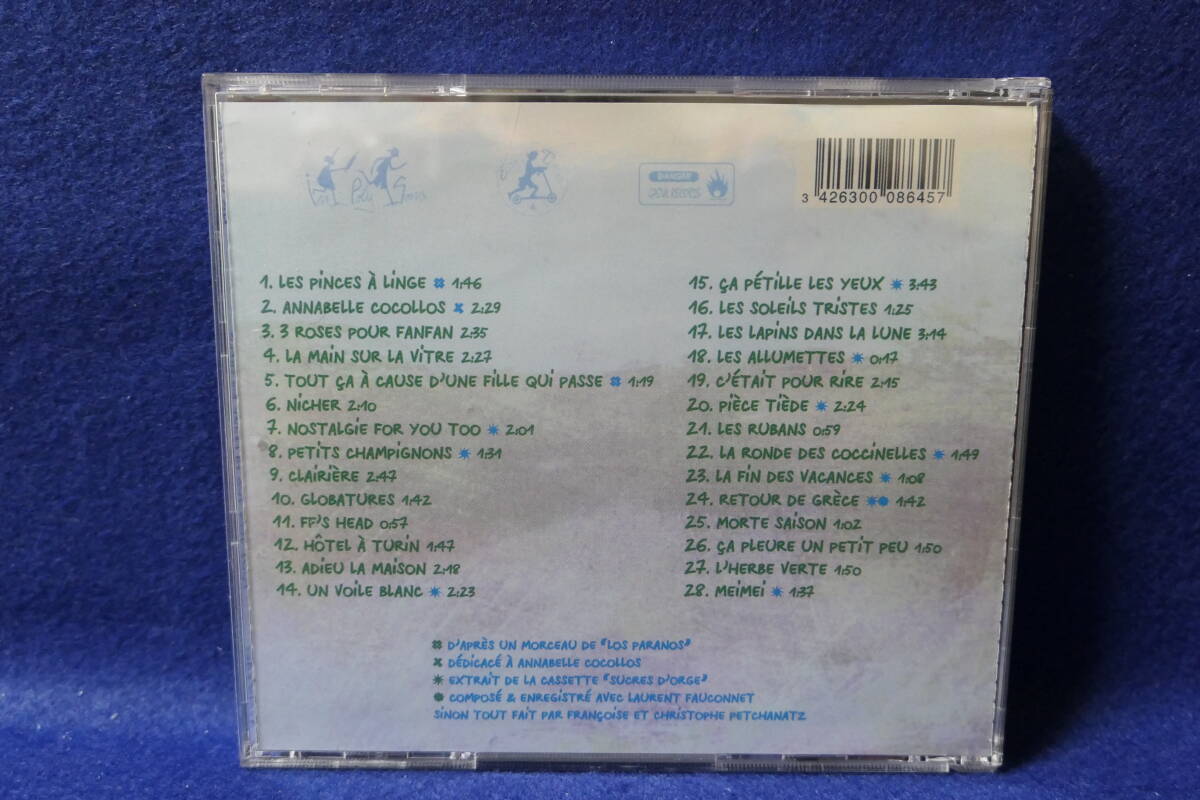 Poly Sons
DANGER
3 426300 086457
1. LES PINCES À LINGE 1:46
2. ANNABELLE COCOLLOS 2:29
3. 3 ROSES POUR FANFAN 2:35
4. LA MAIN SUR LA VITRE 2:27
5. TOUT ÇA À CAUSE D'UNE FILLE QUI PASSE 1:19
6. NICHER 2:10
7. NOSTALGIE FOR YOU TOO 2:01
8. PETITS CHAMPIGNONS 1:31
9. CLAIRIÈRE 2:47
10. GLOBATURES 1:42
11. FF'S HEAD 0:57
12. HÔTEL À TURIN 1:47
13. ADIEU LA MAISON 2:18
14. UN VOILE BLANC 2:23
15. ÇA PÉTILLE LES YEUX 3:43
16. LES SOLEILS TRISTES 1:25
17. LES LAPINS DANS LA LUNE 3:14
18. LES ALLUMETTES 0:17
19. C'ÉTAIT POUR RIRE 2:15
20. PIÈCE TIÈDE 2:24
21. LES RUBANS 0:59
22. LA RONDE DES COCCINELLES 1:49
23. LA FIN DES VACANCES 1:08
24. RETOUR DE GRÈCE 1:42
25. MORTE SAISON 1:02
26. ÇA PLEURE UN PETIT PEU 1:50
27. L'HERBE VERTE 1:50
28. MEIMEI 1:37
D'APRÈS UN MORCEAU DE "LOS PARANOS"
DÉDICACÉ À ANNABELLE COCOLLOS
EXTRAIT DE LA CASSETTE "SUCRES D'ORGE"
COMPOSÉ & ENREGISTRÉ AVEC LAURENT FAUCONNET
SINON TOUT FAIT PAR FRANÇOISE ET CHRISTOPHE PETCHANATZ